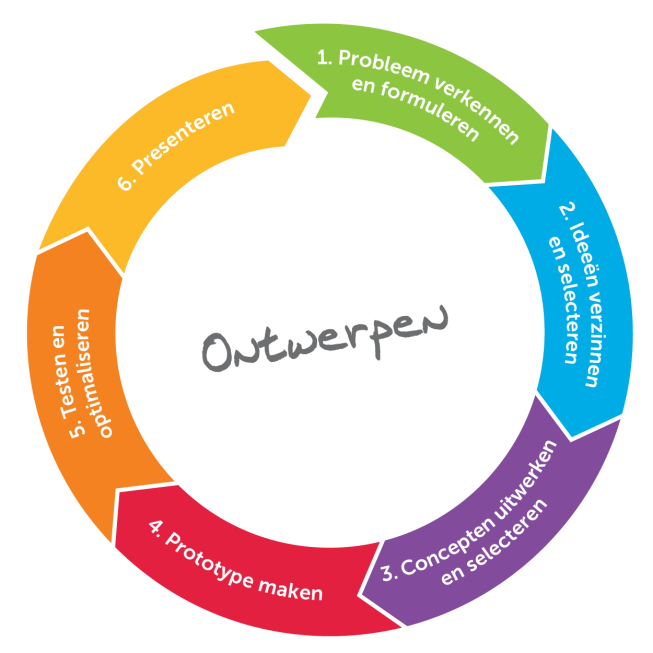 1. Probleem verkennen
en formuleren
2. Ideeën verzinnen
en selecteren
3. Concepten uitwerken
en selecteren
4. Prototype maken
5. Testen en
optimaliseren
6. Presenteren
Ontwerpen